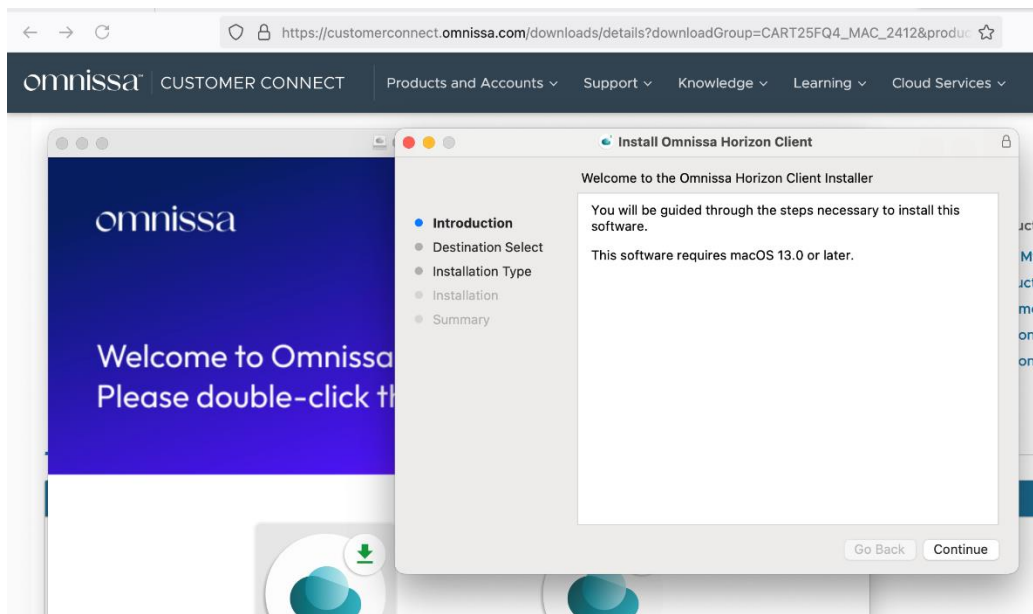 https://customerconnect.omnissa.com/downloads/details?downloadGroup=CART25FQ4_MAC_2412&produc
omnissa CUSTOMER CONNECT Products and Accounts Support Knowledge Learning Cloud Services
Install Omnissa Horizon Client
Welcome to the Omnissa Horizon Client Installer
Introduction
Destination Select
Installation Type
Installation
Summary
You will be guided through the steps necessary to install this
software.
This software requires macOS 13.0 or later.
Go Back Continue
omnissa
Welcome to Omnissa
Please double-click